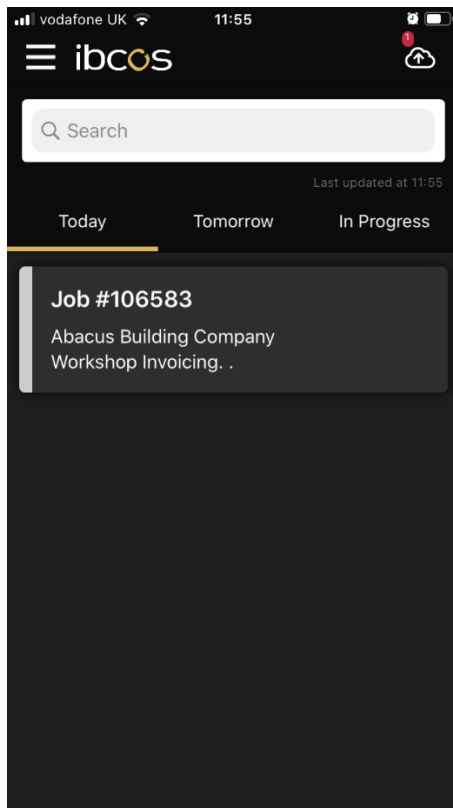 vodafone UK 11:55
ibcos
1
Search
Last updated at 11:55
Today Tomorrow In Progress
Job #106583
Abacus Building Company
Workshop Invoicing. .